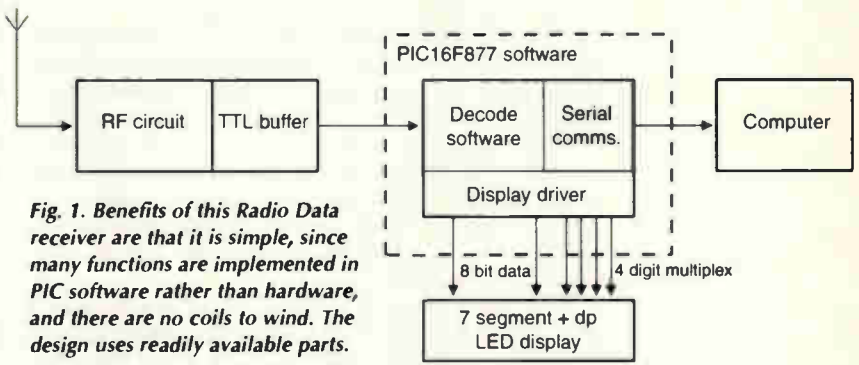 PIC16F877 software
RF circuit
TTL buffer
Decode
software
Serial
comms.
Computer
Display driver
8 bit data
4 digit multiplex
7 segment + dp
LED display
Fig. 1. Benefits of this Radio Data
receiver are that it is simple, since
many functions are implemented in
PIC software rather than hardware,
and there are no coils to wind. The
design uses readily available parts.